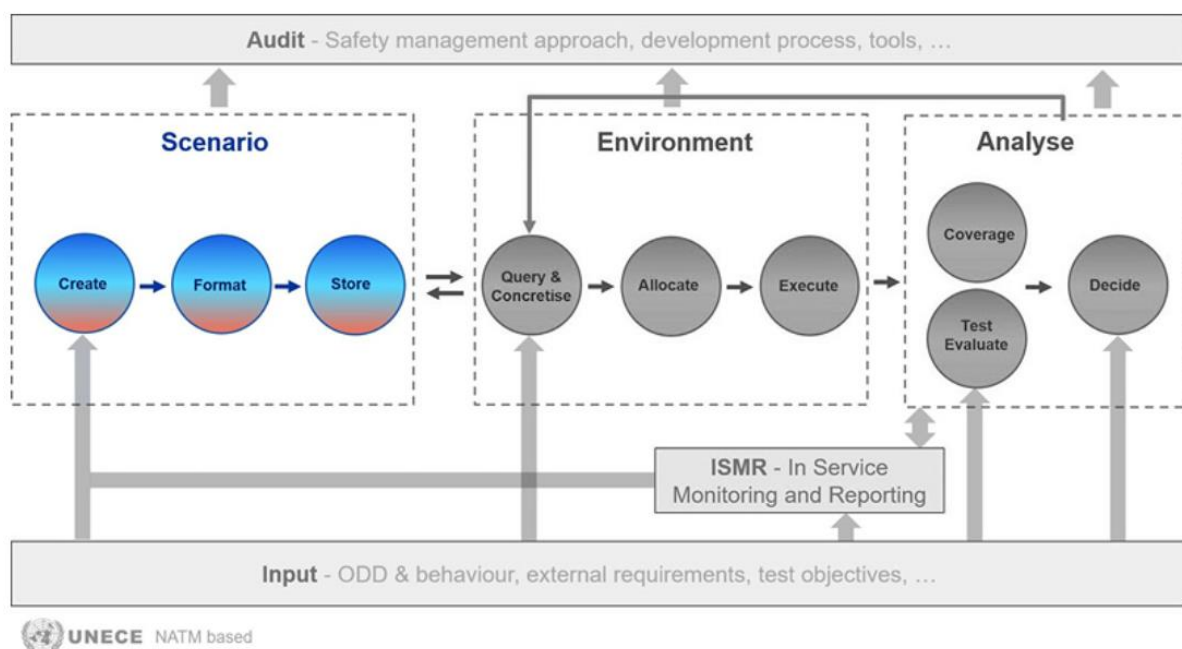 Audit - Safety management approach, development process, tools, …
Scenario
Environment
Analyse
Create
Format
Store
Query &
Concretise
Allocate
Execute
Coverage
Test
Evaluate
Decide
ISMR - In Service
Monitoring and Reporting
Input - ODD & behaviour, external requirements, test objectives, …
UNECE NATM based